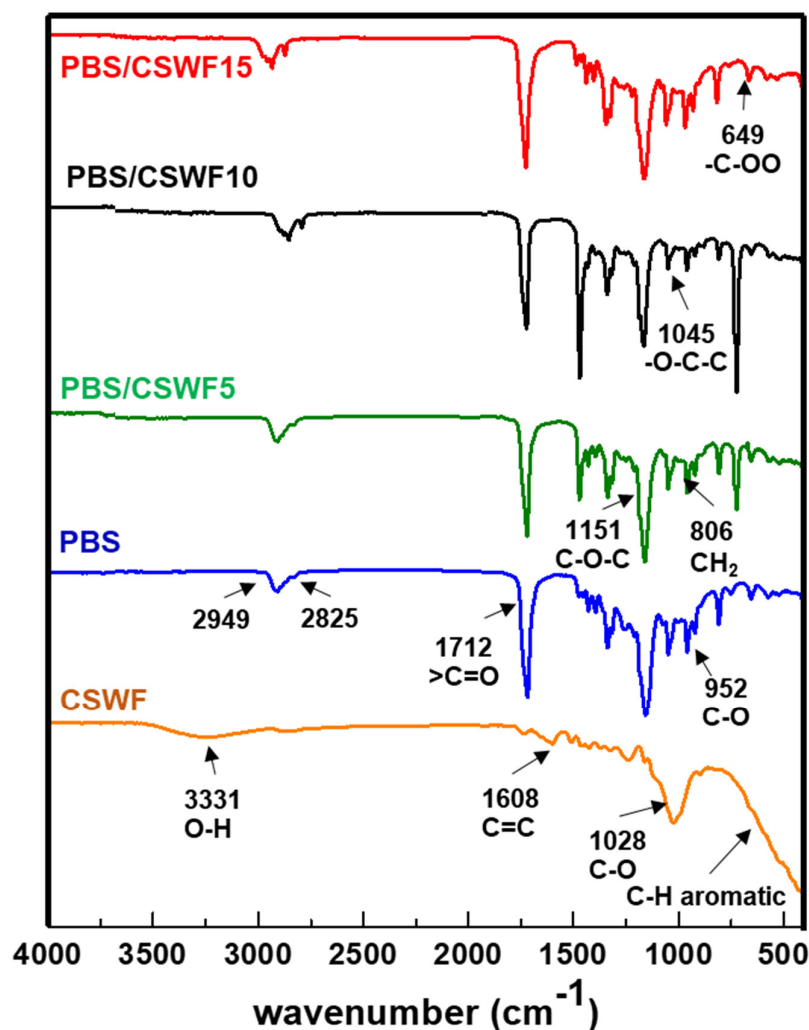 PBS/CSWF15
649
-C-OO
PBS/CSWF10
1045
-O-C-C
PBS/CSWF5
1151
C-O-C
806
CH₂
PBS
2949
2825
1712
>C=O
952
C-O
CSWF
3331
O-H
1608
C=C
1028
C-O
C-H aromatic
4000 3500 3000 2500 2000 1500 1000 500
wavenumber (cm⁻¹)